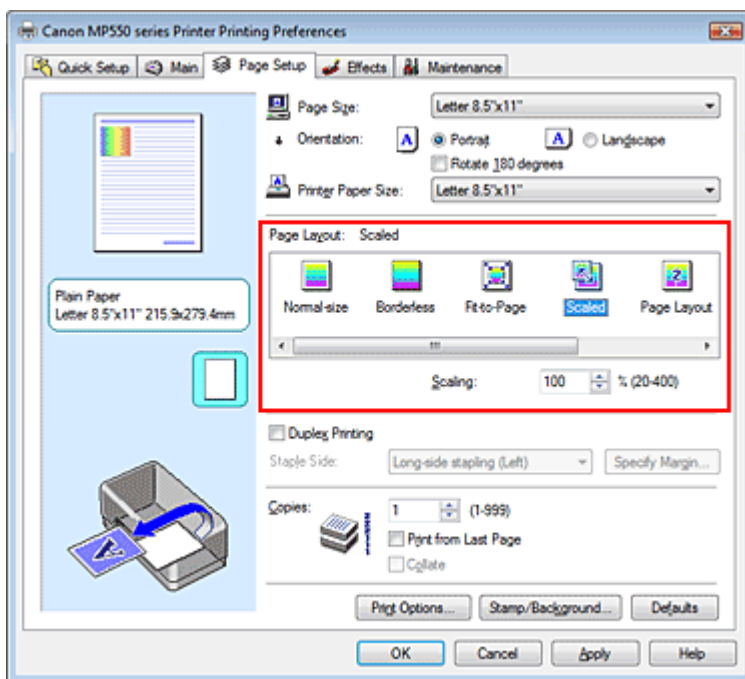 Canon MP550 series Printer Printing Preferences
Quick Setup Main Page Setup Effects Maintenance
Page Size: Letter 8.5"x11"
Orientation: A Portrait A Landscape
Rotate 180 degrees
Printer Paper Size: Letter 8.5"x11"
Page Layout: Scaled
Normal-size Borderless Fit-to-Page Scaled Page Layout
Plain Paper
Letter 8.5"x11" 215.9x279.4mm
Scaling: 100 % (20-400)
Duplex Printing
Staple Side: Long-side stapling (Left) Specify Margin...
Copies: 1 (1-999)
Print from Last Page
Collate
Print Options... Stamp/Background... Defaults
OK Cancel Apply Help